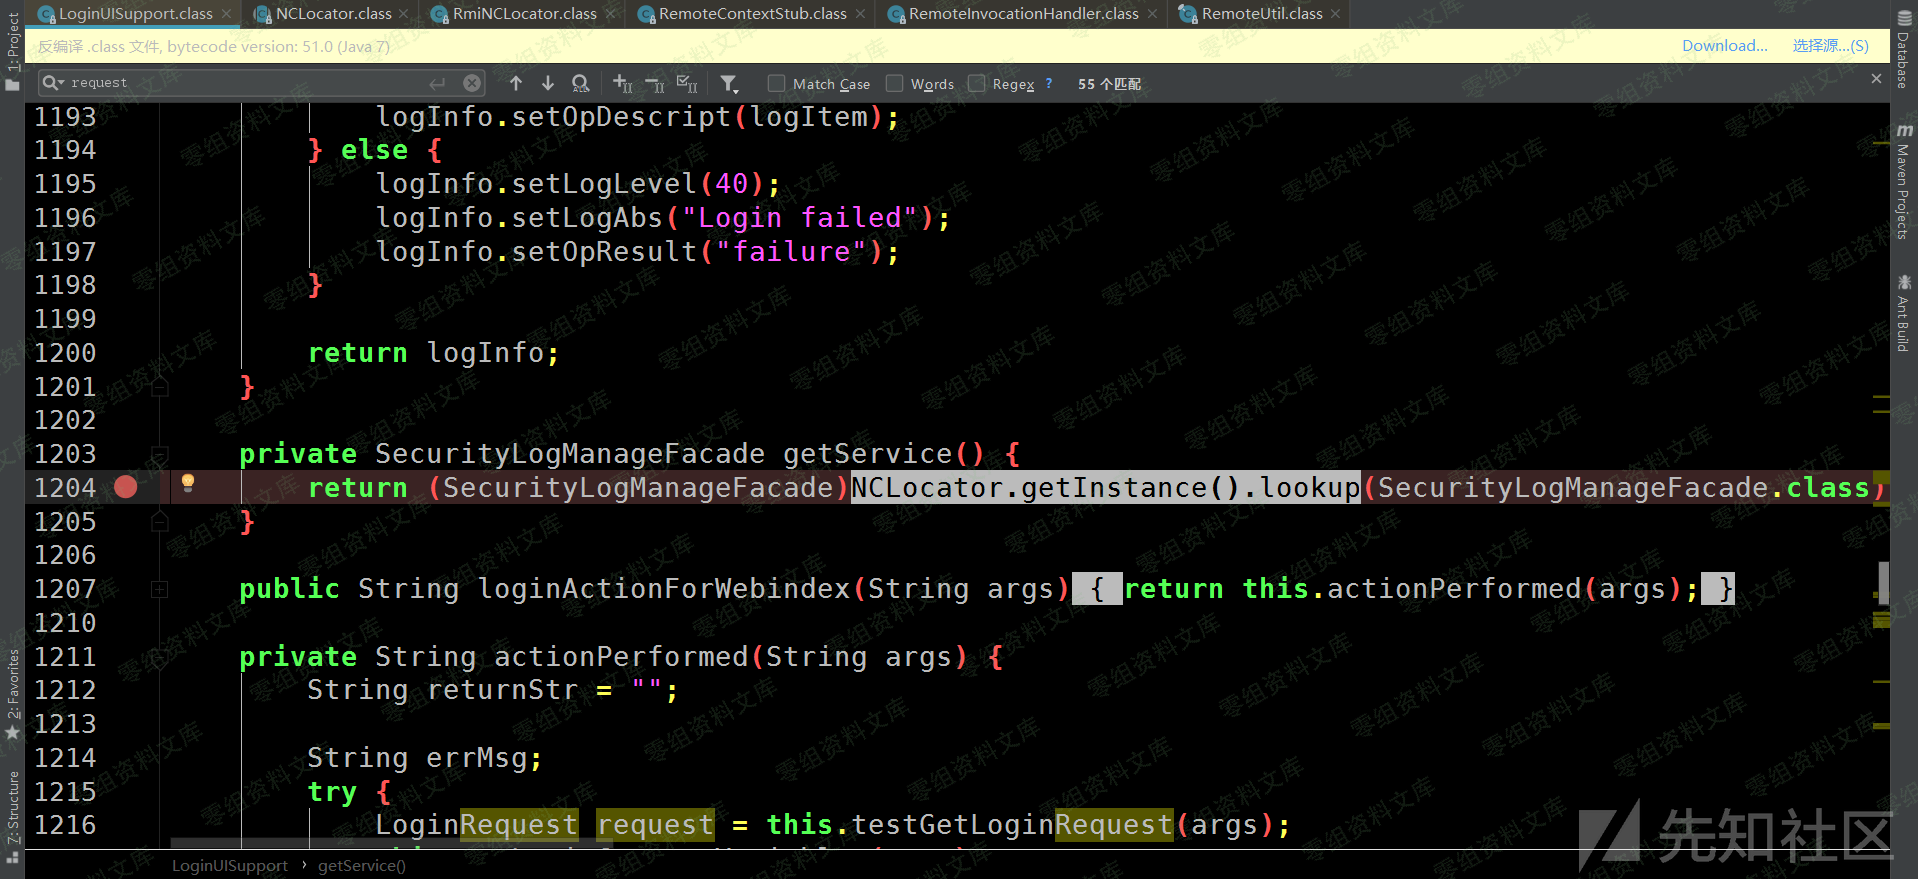 LoginUISupport.class NCLocator.class RmiNCLocator.class RemoteContextStub.class RemoteInvocationHandler.class RemoteUtil.class
反编译 .class 文件, bytecode version: 51.0 (Java 7) Download... 选择源...(S)
request Match Case Words Regex ? 55 个匹配
1193 logInfo.setOpDescript(logItem);
1194 } else {
1195 logInfo.setLogLevel(40);
1196 logInfo.setLogAbs("Login failed");
1197 logInfo.setOpResult("failure");
1198 }
1199
1200 return logInfo;
1201 }
1202
1203 private SecurityLogManageFacade getService() {
1204 return (SecurityLogManageFacade)NCLocator.getInstance().lookup(SecurityLogManageFacade.class)
1205 }
1206
1207 public String loginActionForWebindex(String args) { return this.actionPerformed(args); }
1210
1211 private String actionPerformed(String args) {
1212 String returnStr = "";
1213
1214 String errMsg;
1215 try {
1216 LoginRequest request = this.testGetLoginRequest(args);
LoginUISupport › getService()
1: Project
2: Favorites
7: Structure
Database
Maven Projects
Ant Build
零组资料文库
先知社区